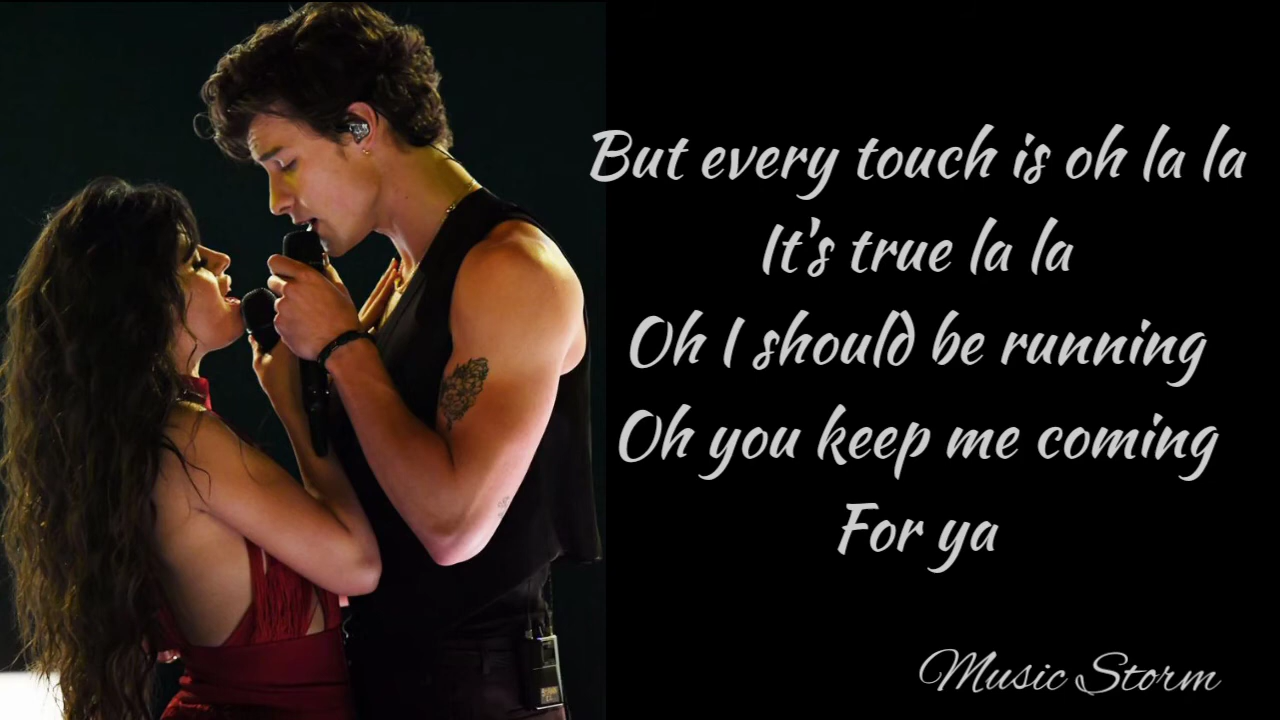 But every touch is oh la la
It's true la la
Oh I should be running
Oh you keep me coming
For ya
Music Storm